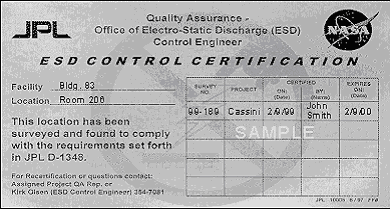 JPL
Quality Assurance -
Office of Electro-Static Discharge (ESD)
Control Engineer
NASA
ESD CONTROL CERTIFICATION
Facility Bldg. 83
Location Room 206
This location has been
surveyed and found to comply
with the requirements set forth
in JPL D-1348.
For Recertification or questions contact:
Assigned Project QA Rep. or
Kirk Olsen (ESD Control Engineer) 354-7081
SURVEY NO. PROJECT CERTIFIED ON: (Date) BY: (Name) EXPIRES ON: (Date)
99-189 Cassini 2/9/99 John Smith 2/9/00
SAMPLE
JPL 10005 6/97 FFO